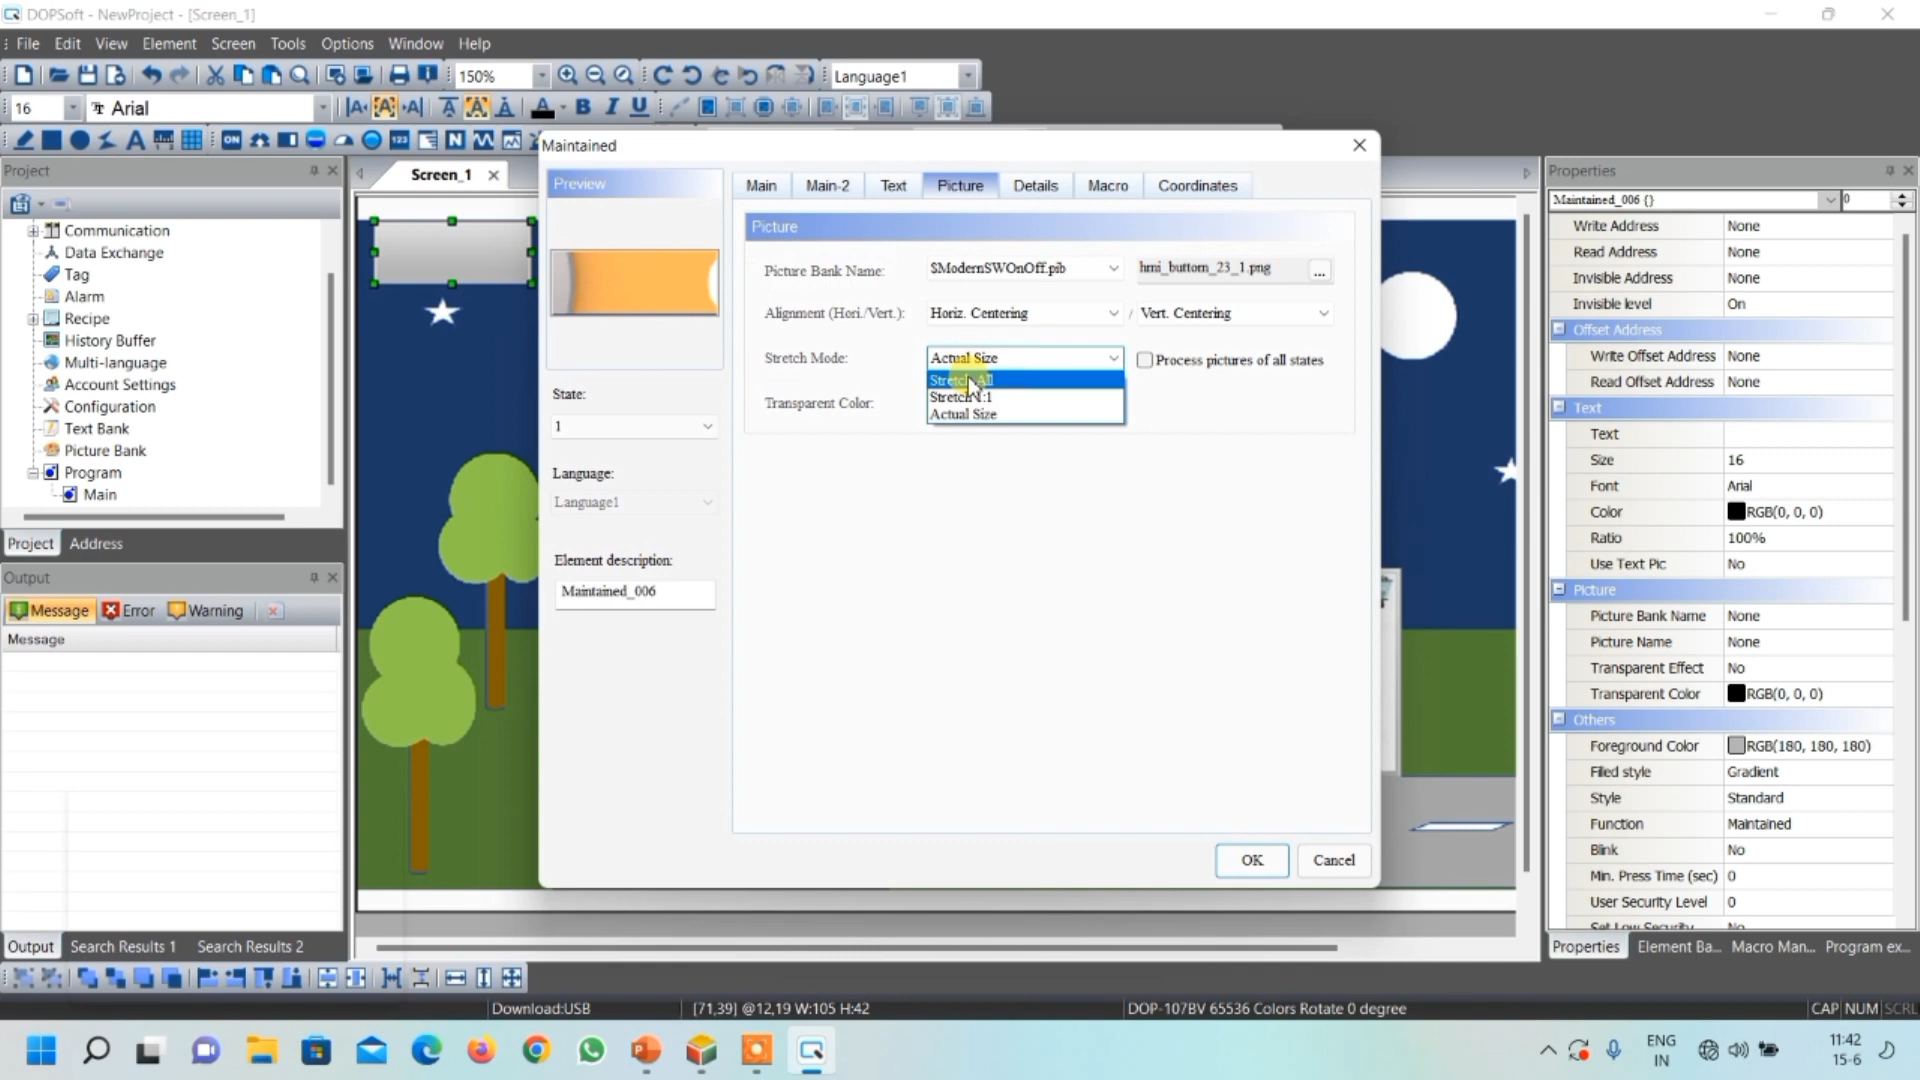 DOPSoft - NewProject - [Screen_1]
File Edit View Element Screen Tools Options Window Help
150% Language1
16 Arial
Project
Communication
Data Exchange
Tag
Alarm
Recipe
History Buffer
Multi-language
Account Settings
Configuration
Text Bank
Picture Bank
Program
Main
Project Address
Output
Message Error Warning
Message
Output Search Results 1 Search Results 2
Screen_1
Maintained
Preview
State:
1
Language:
Language1
Element description:
Maintained_006
Main Main-2 Text Picture Details Macro Coordinates
Picture
Picture Bank Name: $ModernSWOnOff.pib hmi_buttom_23_1.png ...
Alignment (Hori./Vert.): Horiz. Centering / Vert. Centering
Stretch Mode: Actual Size Process pictures of all states
Stretch All
Stretch 1:1
Actual Size
Transparent Color:
OK Cancel
Properties
Maintained_006 {} 0
Write Address None
Read Address None
Invisible Address None
Invisible level On
Offset Address
Write Offset Address None
Read Offset Address None
Text
Text
Size 16
Font Arial
Color RGB(0, 0, 0)
Ratio 100%
Use Text Pic No
Picture
Picture Bank Name None
Picture Name None
Transparent Effect No
Transparent Color RGB(0, 0, 0)
Others
Foreground Color RGB(180, 180, 180)
Filed style Gradient
Style Standard
Function Maintained
Blink No
Min. Press Time (sec) 0
User Security Level 0
Set Low Security No
Properties Element Ba... Macro Man... Program ex...
Download:USB [71,39] @12,19 W:105 H:42 DOP-107BV 65536 Colors Rotate 0 degree CAP NUM SCRL
ENG
IN
11:42
15-6